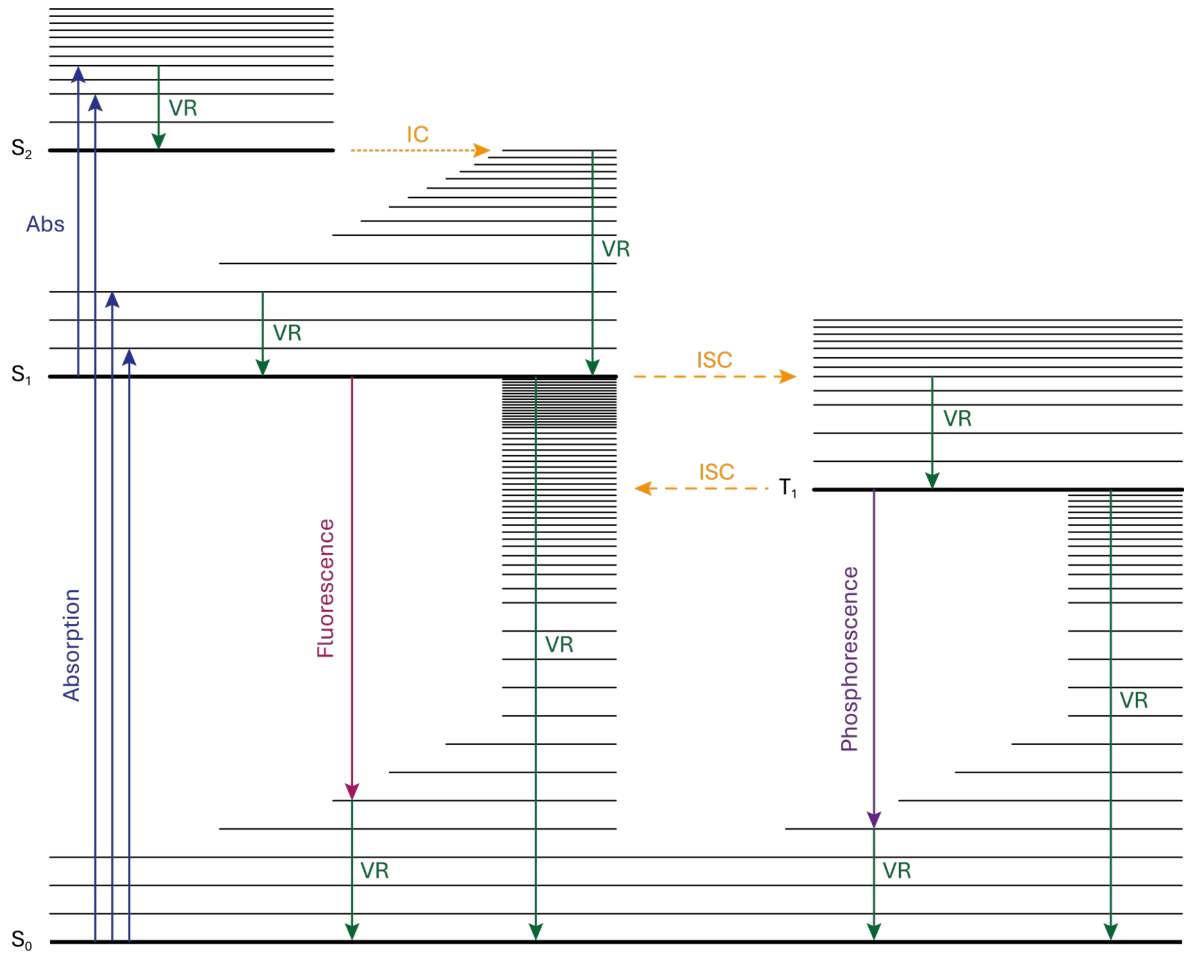 VR
IC
S₂
Abs
VR
VR
S₁
ISC
VR
ISC
T₁
Fluorescence
Phosphorescence
Absorption
VR
VR
VR
VR
S₀